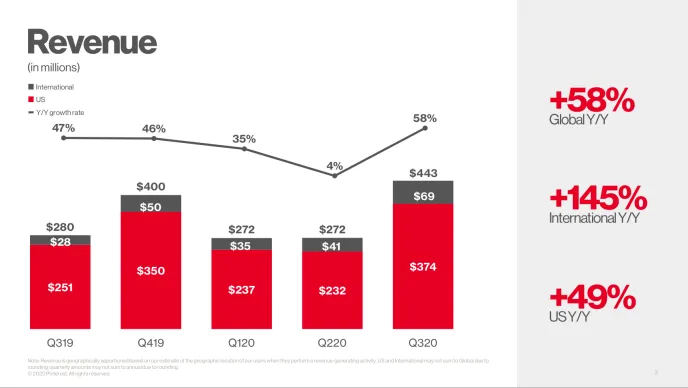 Revenue
(in millions)
International
US
Y/Y growth rate
47%
46%
35%
4%
58%
$280
$28
$251
$400
$50
$350
$272
$35
$237
$272
$41
$232
$443
$69
$374
Q319
Q419
Q120
Q220
Q320
+58%
Global Y/Y
+145%
International Y/Y
+49%
US Y/Y
Note: Revenue is geographically apportioned based on our estimate of the geographic location of our users when they perform a revenue-generating activity. US and International may not sum to Global due to
rounding; quarterly amounts may not sum to annual due to rounding.
© 2020 Pinterest. All rights reserved.